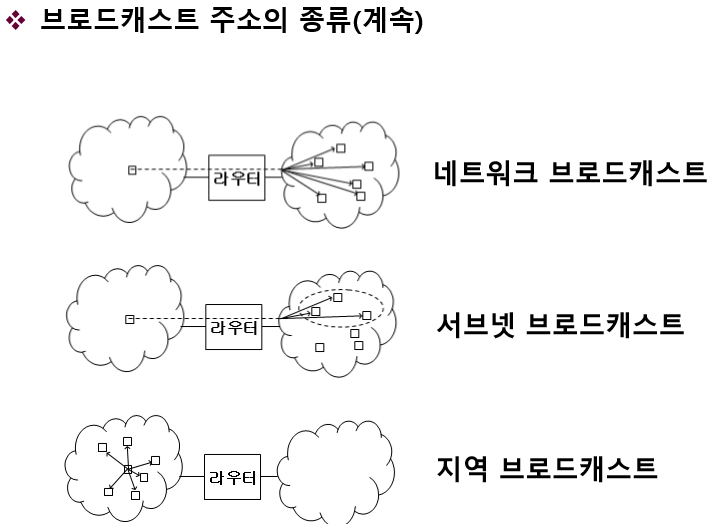 ❖ 브로드캐스트 주소의 종류(계속)
라우터
네트워크 브로드캐스트
라우터
서브넷 브로드캐스트
라우터
지역 브로드캐스트